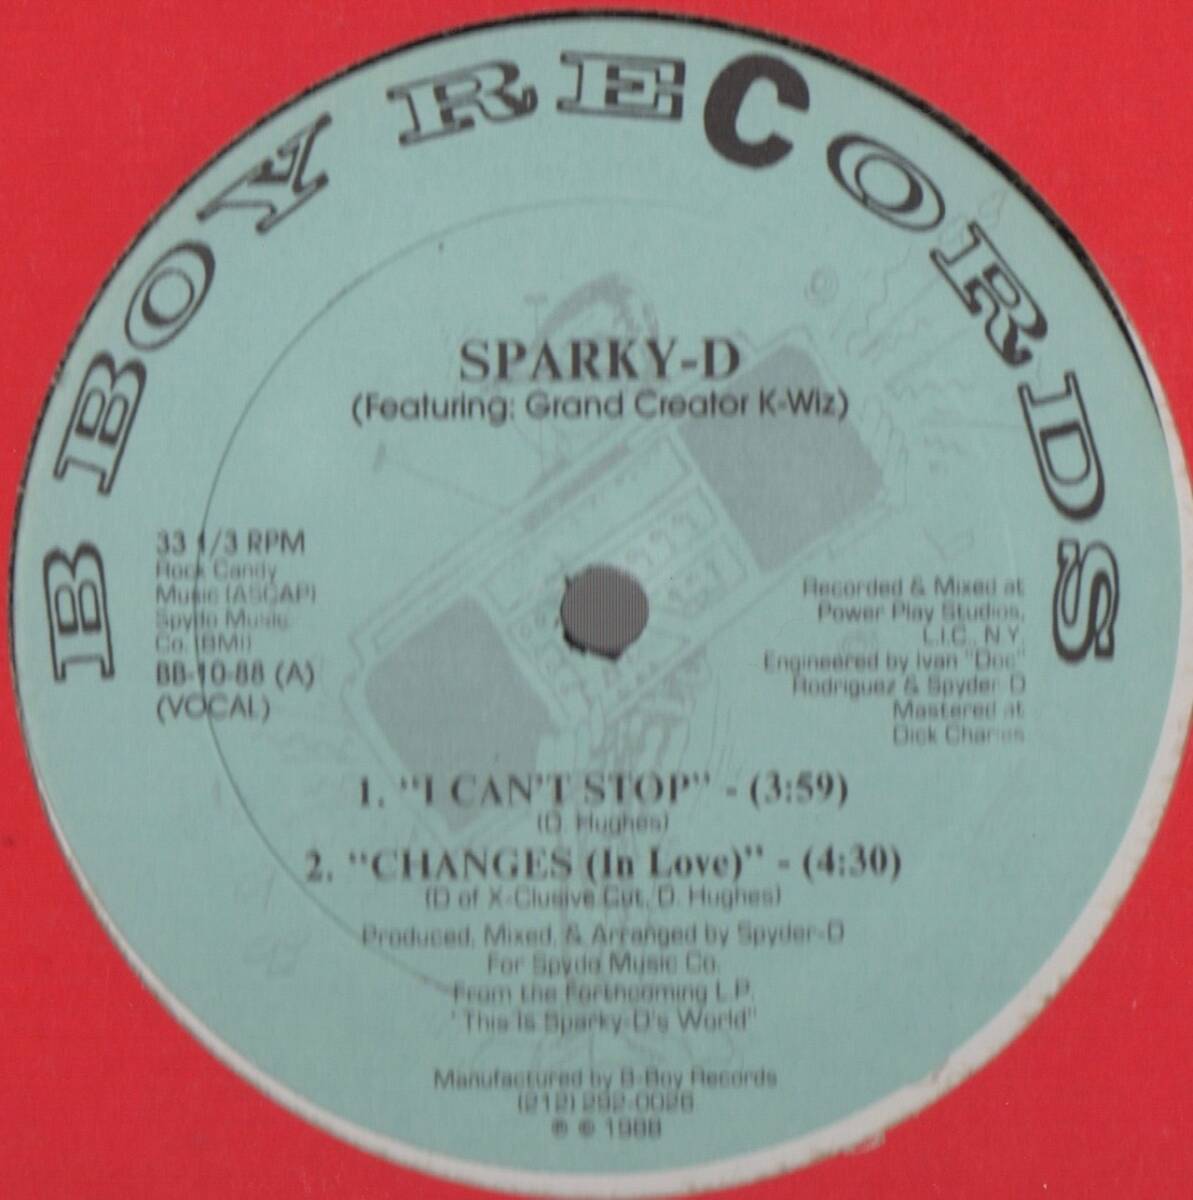 B BOY RECORDS
SPARKY-D
(Featuring: Grand Creator K-Wiz)
33 1/3 RPM
Rock Candy
Music (ASCAP)
Spydo Music
Co. (BMI)
BB-10-88 (A)
(VOCAL)
Recorded & Mixed at
Power Play Studios,
L.I.C., N.Y.
Engineered by Ivan "Doc"
Rodriguez & Spyder D
Mastered at
Dick Charles
1. "I CAN'T STOP" - (3:59)
(D. Hughes)
2. "CHANGES (In Love)" - (4:30)
(D of X-Clusive Cut, D. Hughes)
Produced, Mixed, & Arranged by Spyder-D
For Spydo Music Co.
From the Forthcoming L.P.
"This Is Sparky-D's World"
Manufactured by B-Boy Records
(212) 292-0026
℗ © 1988